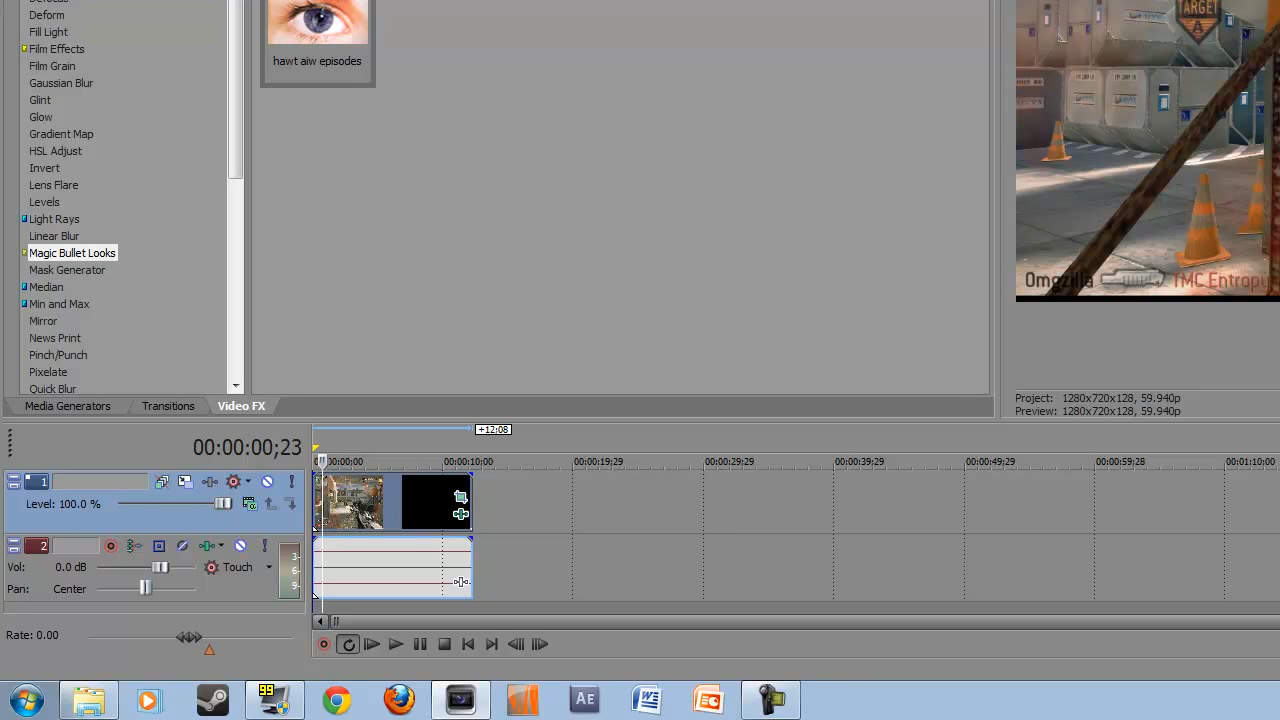 Deform
Fill Light
Film Effects
Film Grain
Gaussian Blur
Glint
Glow
Gradient Map
HSL Adjust
Invert
Lens Flare
Levels
Light Rays
Linear Blur
Magic Bullet Looks
Mask Generator
Median
Min and Max
Mirror
News Print
Pinch/Punch
Pixelate
Quick Blur
hawt aiw episodes
TARGET
A
Omgzilla TMC Entropy
Media Generators Transitions Video FX
Project: 1280x720x128, 59.940p
Preview: 1280x720x128, 59.940p
00:00:00;23
+12:08
00:00:10;00 00:00:19;29 00:00:29;29 00:00:39;29 00:00:49;29 00:00:59;28 00:01:10;00
1
Level: 100.0 %
2
Vol: 0.0 dB Touch
Pan: Center
3-
6-
9-
Rate: 0.00
99
AE
W
P